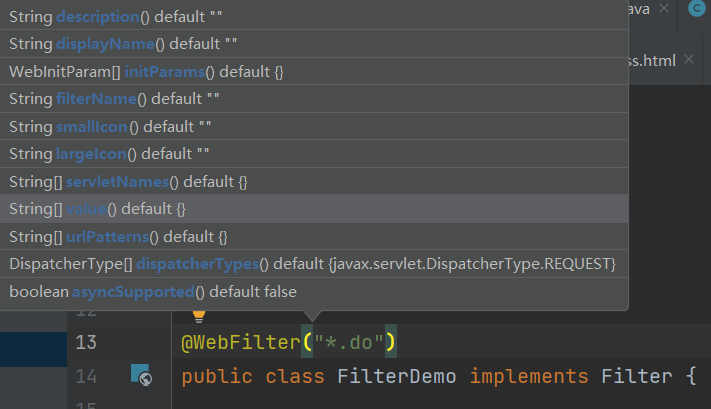 String description() default ""
ava
String displayName() default ""
WebInitParam[] initParams() default {}
ss.html
String filterName() default ""
String smallIcon() default ""
String largeIcon() default ""
String[] servletNames() default {}
String[] value() default {}
String[] urlPatterns() default {}
DispatcherType[] dispatcherTypes() default {javax.servlet.DispatcherType.REQUEST}
boolean asyncSupported() default false
12
13 @WebFilter("*.do")
14 public class FilterDemo implements Filter {
15